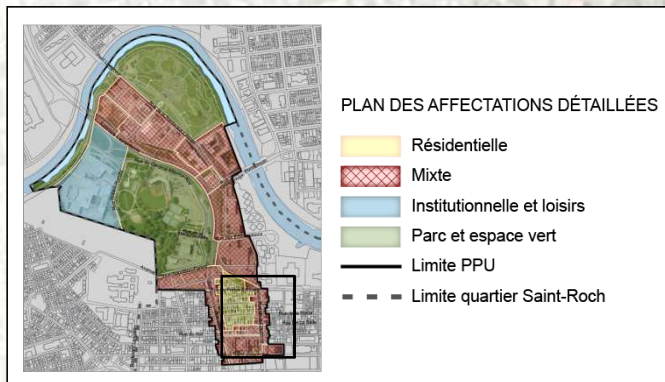 PLAN DES AFFECTATIONS DÉTAILLÉES
Résidentielle
Mixte
Institutionnelle et loisirs
Parc et espace vert
Limite PPU
Limite quartier Saint-Roch